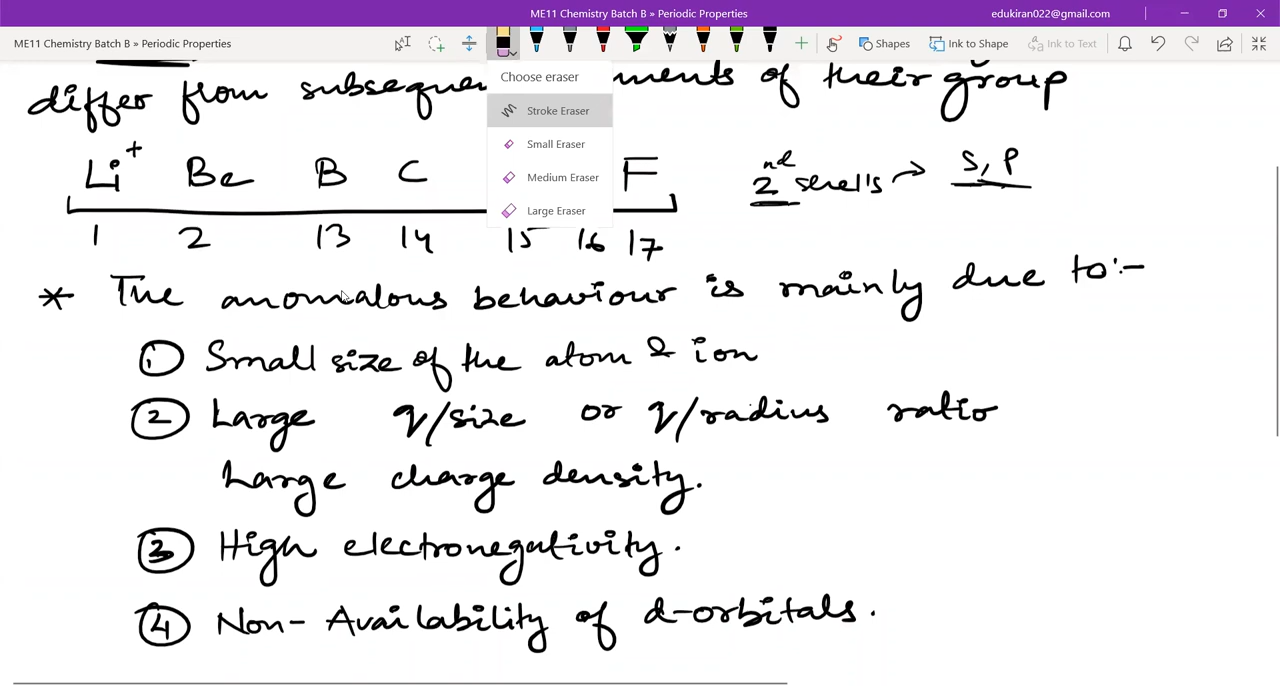 ME11 Chemistry Batch B » Periodic Properties edukiran022@gmail.com
ME11 Chemistry Batch B » Periodic Properties Shapes Ink to Shape Ink to Text
Choose eraser
Stroke Eraser
Small Eraser
Medium Eraser
Large Eraser
differ from subsequen ments of their group
Li+ Be B C F 2nd shells → S, P
1 2 13 14 15 16 17
* The anomalous behaviour is mainly due to:-
① Small size of the atom & ion
② Large q/size or q/radius ratio
Large charge density.
③ High electronegativity.
④ Non-Availability of d-orbitals.